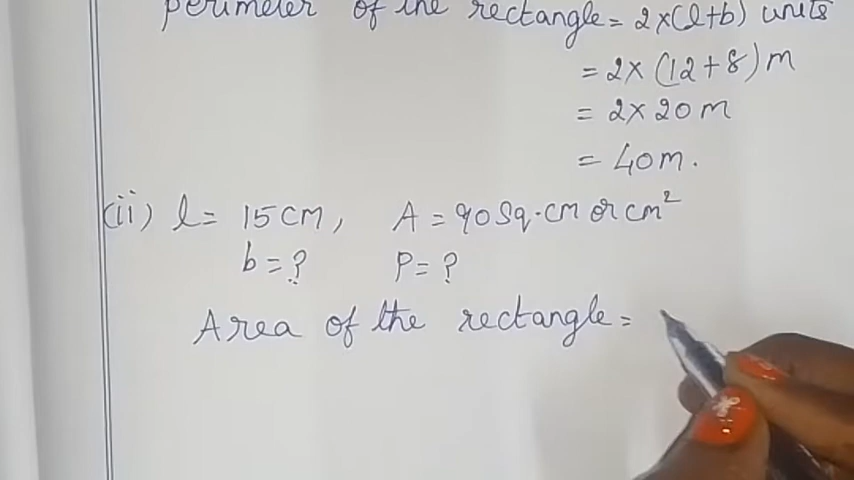 perimeter of the rectangle = 2×(l+b) units
= 2× (12+8) m
= 2× 20 m
= 40m.
(ii) l = 15cm, A = 90 Sq.cm or cm²
b = ? P = ?
Area of the rectangle =